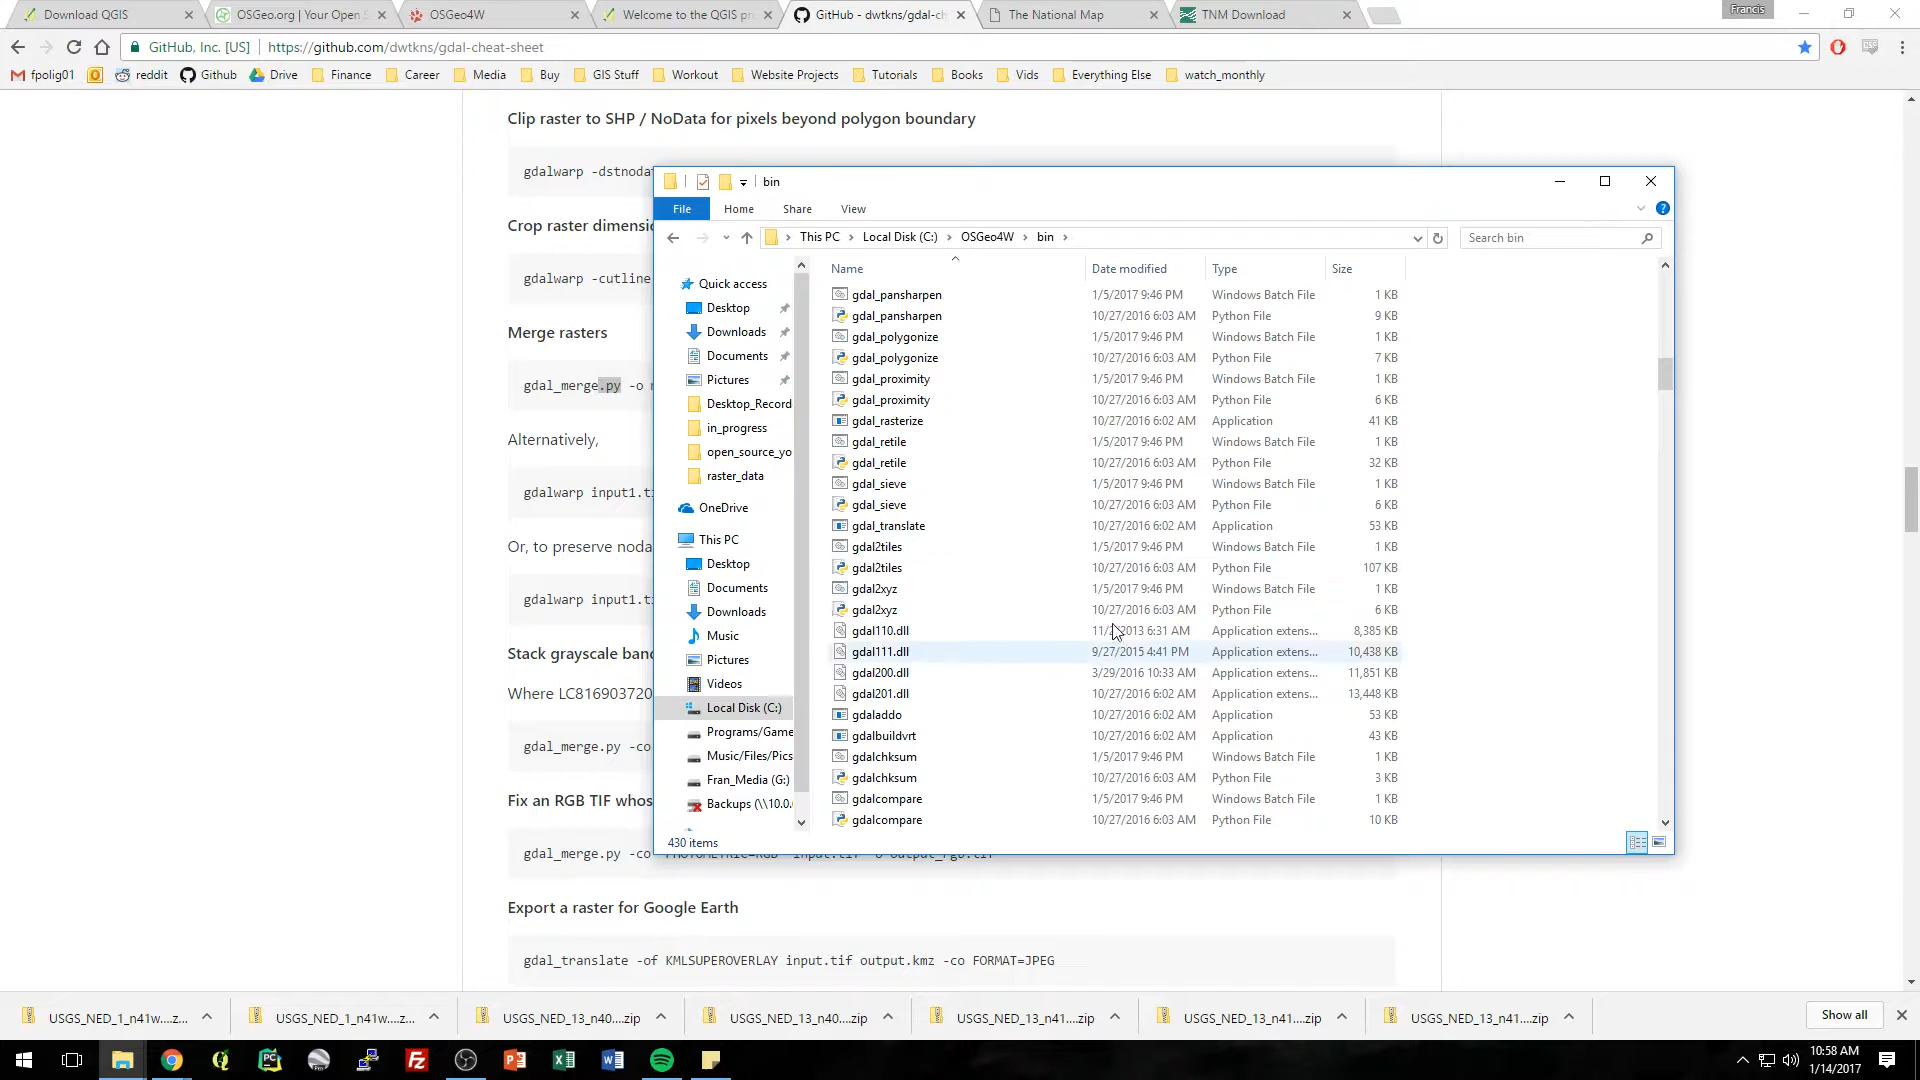 Download QGIS
OSGeo.org | Your Open S
OSGeo4W
Welcome to the QGIS pr
GitHub - dwtkns/gdal-ch
The National Map
TNM Download
Francis
GitHub, Inc. [US]
https://github.com/dwtkns/gdal-cheat-sheet
fpolig01
reddit
Github
Drive
Finance
Career
Media
Buy
GIS Stuff
Workout
Website Projects
Tutorials
Books
Vids
Everything Else
watch_monthly
Clip raster to SHP / NoData for pixels beyond polygon boundary
gdalwarp -dstnodat
Crop raster dimensio
gdalwarp -cutline
Merge rasters
gdal_merge.py -o
Alternatively,
gdalwarp input1.ti
Or, to preserve noda
gdalwarp input1.ti
Stack grayscale band
Where LC816903720
gdal_merge.py -co
Fix an RGB TIF whos
gdal_merge.py -co PHOTOMETRIC=RGB input.tif -o output_rgb.tif
Export a raster for Google Earth
gdal_translate -of KMLSUPEROVERLAY input.tif output.kmz -co FORMAT=JPEG
bin
File
Home
Share
View
This PC
Local Disk (C:)
OSGeo4W
bin
Search bin
Quick access
Desktop
Downloads
Documents
Pictures
Desktop_Record
in_progress
open_source_yo
raster_data
OneDrive
This PC
Desktop
Documents
Downloads
Music
Pictures
Videos
Local Disk (C:)
Programs/Game
Music/Files/Pics
Fran_Media (G:)
Backups (\\10.0.
Name Date modified Type Size
gdal_pansharpen 1/5/2017 9:46 PM Windows Batch File 1 KB
gdal_pansharpen 10/27/2016 6:03 AM Python File 9 KB
gdal_polygonize 1/5/2017 9:46 PM Windows Batch File 1 KB
gdal_polygonize 10/27/2016 6:03 AM Python File 7 KB
gdal_proximity 1/5/2017 9:46 PM Windows Batch File 1 KB
gdal_proximity 10/27/2016 6:03 AM Python File 6 KB
gdal_rasterize 10/27/2016 6:02 AM Application 41 KB
gdal_retile 1/5/2017 9:46 PM Windows Batch File 1 KB
gdal_retile 10/27/2016 6:03 AM Python File 32 KB
gdal_sieve 1/5/2017 9:46 PM Windows Batch File 1 KB
gdal_sieve 10/27/2016 6:03 AM Python File 6 KB
gdal_translate 10/27/2016 6:02 AM Application 53 KB
gdal2tiles 1/5/2017 9:46 PM Windows Batch File 1 KB
gdal2tiles 10/27/2016 6:03 AM Python File 107 KB
gdal2xyz 1/5/2017 9:46 PM Windows Batch File 1 KB
gdal2xyz 10/27/2016 6:03 AM Python File 6 KB
gdal110.dll 6:31 AM Application extens... 8,385 KB
gdal111.dll 9/27/2015 4:41 PM Application extens... 10,438 KB
gdal200.dll 3/29/2016 10:33 AM Application extens... 11,851 KB
gdal201.dll 10/27/2016 6:02 AM Application extens... 13,448 KB
gdaladdo 10/27/2016 6:02 AM Application 53 KB
gdalbuildvrt 10/27/2016 6:02 AM Application 43 KB
gdalchksum 1/5/2017 9:46 PM Windows Batch File 1 KB
gdalchksum 10/27/2016 6:03 AM Python File 3 KB
gdalcompare 1/5/2017 9:46 PM Windows Batch File 1 KB
gdalcompare 10/27/2016 6:03 AM Python File 10 KB
430 items
USGS_NED_1_n41w....z...
USGS_NED_1_n41w....z...
USGS_NED_13_n40....zip
USGS_NED_13_n40....zip
USGS_NED_13_n41....zip
USGS_NED_13_n41....zip
USGS_NED_13_n41....zip
Show all
10:58 AM
1/14/2017